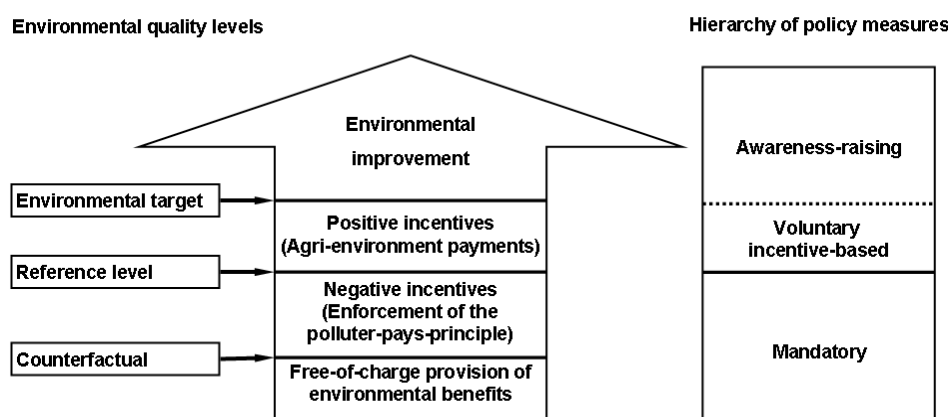 Environmental quality levels
Hierarchy of policy measures
Environmental
improvement
Awareness-raising
Environmental target
Positive incentives
(Agri-environment payments)
Voluntary
incentive-based
Reference level
Negative incentives
(Enforcement of the
polluter-pays-principle)
Mandatory
Counterfactual
Free-of-charge provision of
environmental benefits